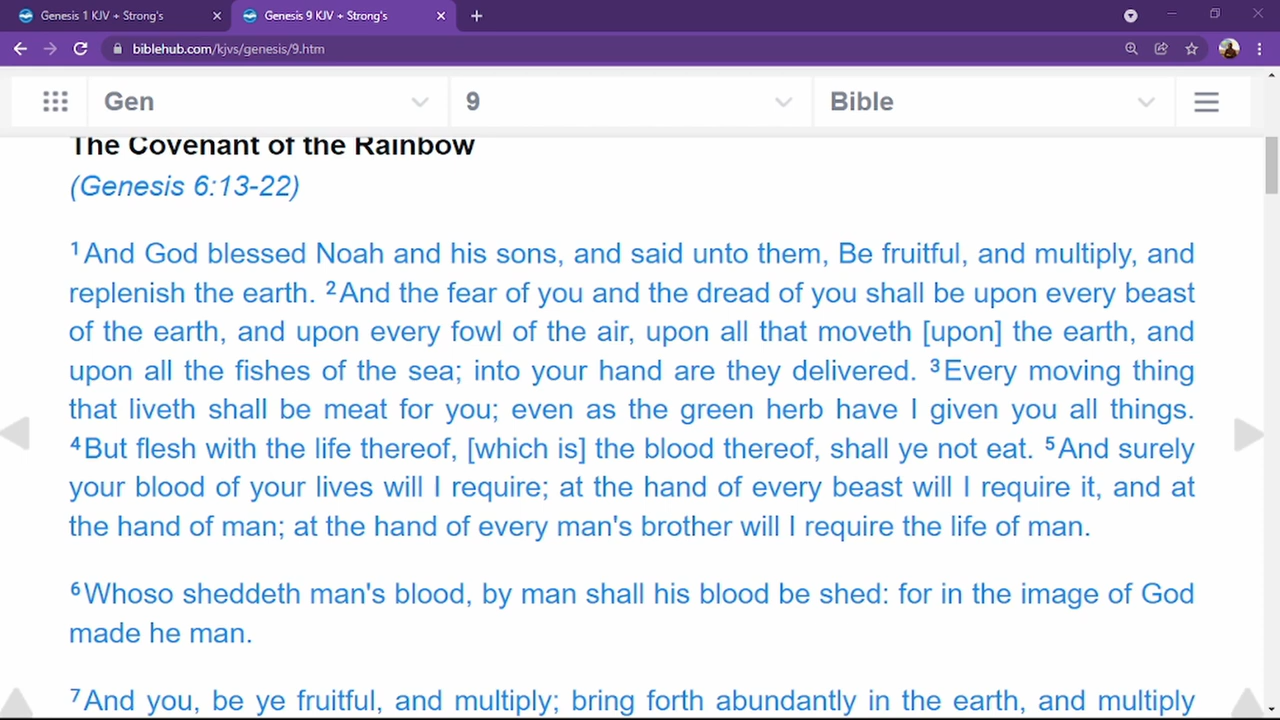 Genesis 1 KJV + Strong's
Genesis 9 KJV + Strong's
biblehub.com/kjvs/genesis/9.htm
Gen 9 Bible
The Covenant of the Rainbow
(Genesis 6:13-22)
1And God blessed Noah and his sons, and said unto them, Be fruitful, and multiply, and
replenish the earth. 2And the fear of you and the dread of you shall be upon every beast
of the earth, and upon every fowl of the air, upon all that moveth [upon] the earth, and
upon all the fishes of the sea; into your hand are they delivered. 3Every moving thing
that liveth shall be meat for you; even as the green herb have I given you all things.
4But flesh with the life thereof, [which is] the blood thereof, shall ye not eat. 5And surely
your blood of your lives will I require; at the hand of every beast will I require it, and at
the hand of man; at the hand of every man's brother will I require the life of man.
6Whoso sheddeth man's blood, by man shall his blood be shed: for in the image of God
made he man.
7And you, be ye fruitful, and multiply; bring forth abundantly in the earth, and multiply